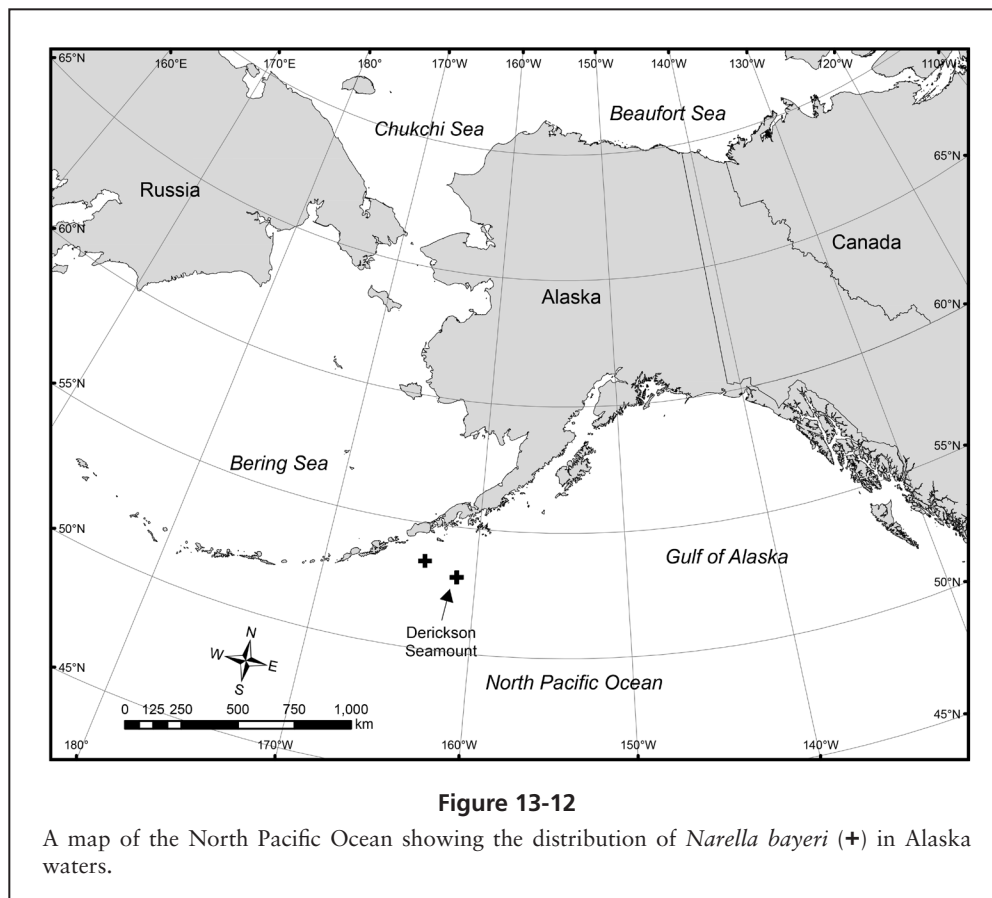 65°N 160°E 170°E 180° 170°W 160°W 150°W 140°W 130°W 120°W 110°W
Beaufort Sea
Chukchi Sea
65°N
Russia
60°N
Canada
Alaska
60°N
55°N
55°N
Bering Sea
50°N
Gulf of Alaska
50°N
Derickson
Seamount
N
W E
S
45°N
North Pacific Ocean
0 125 250 500 750 1,000
km
45°N
180° 170°W 160°W 150°W 140°W
Figure 13-12
A map of the North Pacific Ocean showing the distribution of Narella bayeri (+) in Alaska
waters.